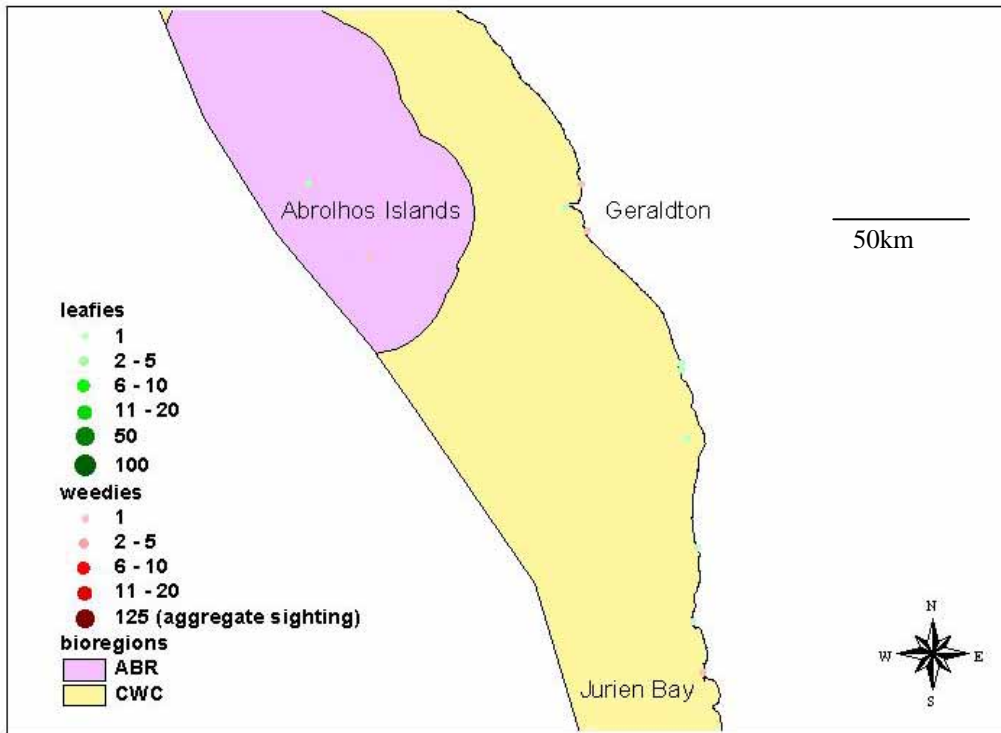 Abrolhos Islands
Geraldton
50km
leafies
1
2 - 5
6 - 10
11 - 20
50
100
weedies
1
2 - 5
6 - 10
11 - 20
125 (aggregate sighting)
bioregions
ABR
CWC
Jurien Bay
N
W E
S